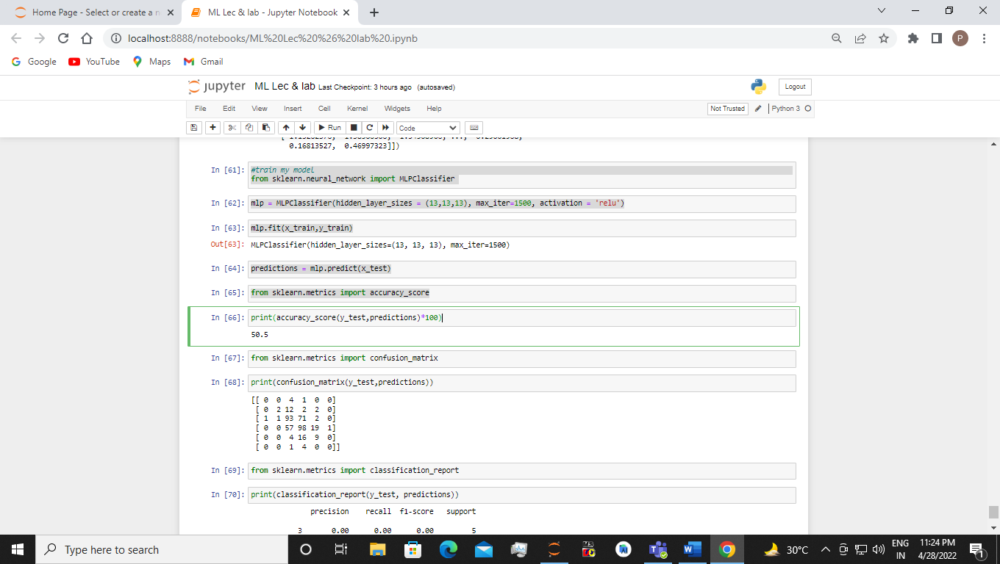 Home Page - Select or create a n
ML Lec & lab - Jupyter Notebook
localhost:8888/notebooks/ML%20Lec%20%26%20lab%20.ipynb
P
Google YouTube Maps Gmail
jupyter ML Lec & lab Last Checkpoint: 3 hours ago (autosaved)
Logout
File Edit View Insert Cell Kernel Widgets Help
Not Trusted Python 3
Run Code
0.16813527, 0.46997323]])
In [61]: #train my model
from sklearn.neural_network import MLPClassifier
In [62]: mlp = MLPClassifier(hidden_layer_sizes = (13,13,13), max_iter=1500, activation = 'relu')
In [63]: mlp.fit(x_train,y_train)
Out[63]: MLPClassifier(hidden_layer_sizes=(13, 13, 13), max_iter=1500)
In [64]: predictions = mlp.predict(x_test)
In [65]: from sklearn.metrics import accuracy_score
In [66]: print(accuracy_score(y_test,predictions)*100)
50.5
In [67]: from sklearn.metrics import confusion_matrix
In [68]: print(confusion_matrix(y_test,predictions))
[[ 0 0 4 1 0 0]
[ 0 2 12 2 2 0]
[ 1 1 93 71 2 0]
[ 0 0 57 98 19 1]
[ 0 0 4 16 9 0]
[ 0 0 1 4 0 0]]
In [69]: from sklearn.metrics import classification_report
In [70]: print(classification_report(y_test, predictions))
precision recall f1-score support
3 0.00 0.00 0.00 5
Type here to search
30°C
ENG
IN
11:24 PM
4/28/2022
1